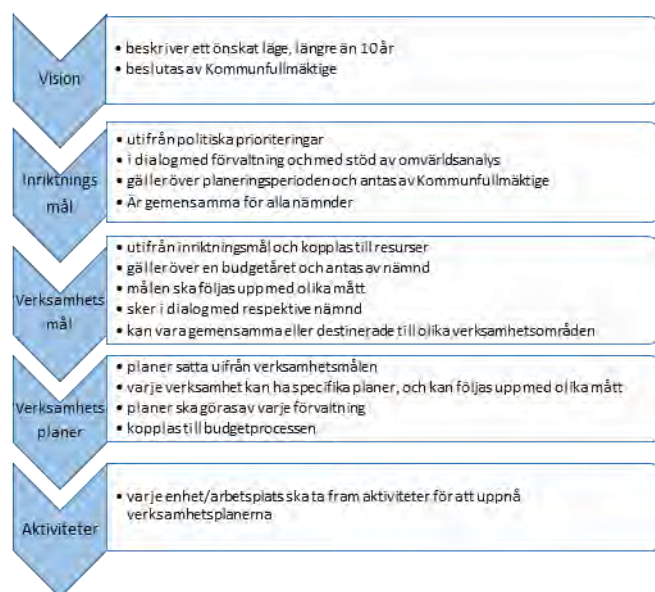 Vision
• beskriver ett önskat läge, längre än 10 år
• beslutas av Kommunfullmäktige
Inriktnings
mål
• utifrån politiska prioriteringar
• i dialog med förvaltning och med stöd av omvärldsanalys
• gäller över planeringsperioden och antas av Kommunfullmäktige
• Är gemensamma för alla nämnder
Verksamhets
mål
• utifrån inriktningsmål och kopplas till resurser
• gäller över en budgetåret och antas av nämnd
• målen ska följas upp med olika mått
• sker i dialog med respektive nämnd
• kan vara gemensamma eller destinerade till olika verksamhetsområden
Verksamhets
planer
• planer satta uifrån verksamhetsmålen
• varje verksamhet kan ha specifika planer, och kan följas upp med olika mått
• planer ska göras av varje förvaltning
• kopplas till budgetprocessen
Aktiviteter
• varje enhet/arbetsplats ska ta fram aktiviteter för att uppnå
verksamhetsplanerna